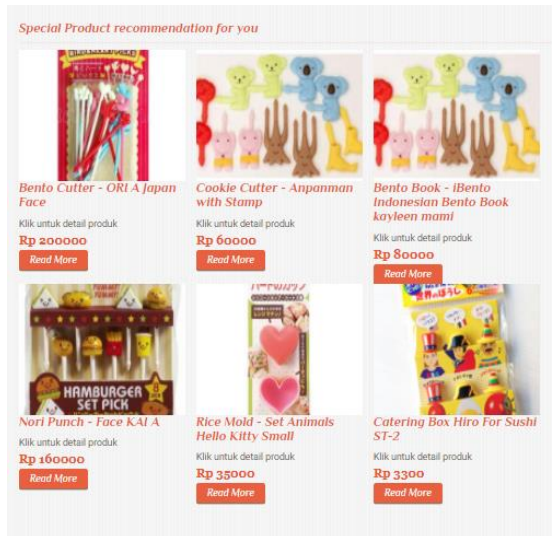 Special Product recommendation for you
Bento Cutter - ORI A Japan
Face
Klik untuk detail produk
Rp 200000
Read More
Cookie Cutter - Anpanman
with Stamp
Klik untuk detail produk
Rp 60000
Read More
Bento Book - iBento
Indonesian Bento Book
kayleen mami
Klik untuk detail produk
Rp 80000
Read More
HAMBURGER
SET PICK
Nori Punch - Face KAI A
Klik untuk detail produk
Rp 160000
Read More
Rice Mold - Set Animals
Hello Kitty Small
Klik untuk detail produk
Rp 35000
Read More
Catering Box Hiro For Sushi
ST-2
Klik untuk detail produk
Rp 3300
Read More